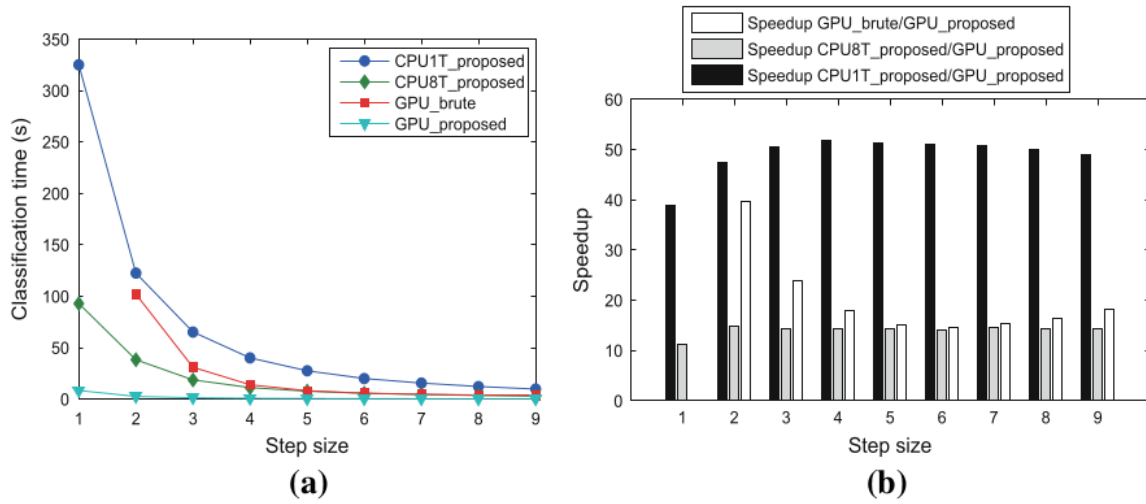 350
300
250
200
150
100
50
0
Classification time (s)
CPU1T_proposed
CPU8T_proposed
GPU_brute
GPU_proposed
1 2 3 4 5 6 7 8 9
Step size
(a)
Speedup GPU_brute/GPU_proposed
Speedup CPU8T_proposed/GPU_proposed
Speedup CPU1T_proposed/GPU_proposed
60
50
40
30
20
10
0
Speedup
1 2 3 4 5 6 7 8 9
Step size
(b)